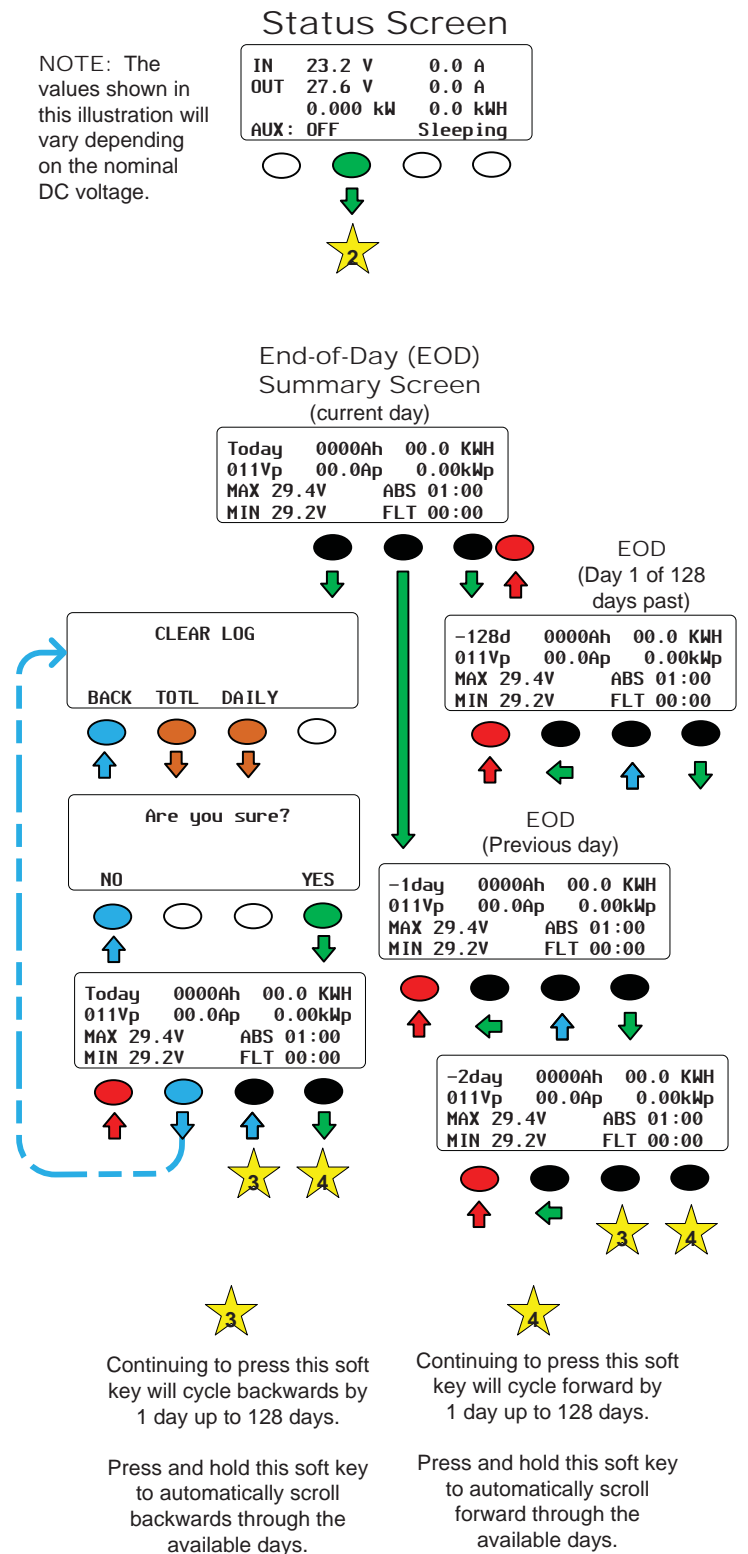 Status Screen
NOTE: The
values shown in
this illustration will
vary depending
on the nominal
DC voltage.
IN 23.2 V 0.0 A
OUT 27.6 V 0.0 A
0.000 kW 0.0 kWH
AUX: OFF Sleeping
2
End-of-Day (EOD)
Summary Screen
(current day)
Today 0000Ah 00.0 KWH
011Vp 00.0Ap 0.00kWp
MAX 29.4V ABS 01:00
MIN 29.2V FLT 00:00
EOD
(Day 1 of 128
days past)
-128d 0000Ah 00.0 KWH
011Vp 00.0Ap 0.00kWp
MAX 29.4V ABS 01:00
MIN 29.2V FLT 00:00
CLEAR LOG
BACK TOTL DAILY
Are you sure?
NO YES
EOD
(Previous day)
-1day 0000Ah 00.0 KWH
011Vp 00.0Ap 0.00kWp
MAX 29.4V ABS 01:00
MIN 29.2V FLT 00:00
Today 0000Ah 00.0 KWH
011Vp 00.0Ap 0.00kWp
MAX 29.4V ABS 01:00
MIN 29.2V FLT 00:00
3 4
-2day 0000Ah 00.0 KWH
011Vp 00.0Ap 0.00kWp
MAX 29.4V ABS 01:00
MIN 29.2V FLT 00:00
3 4
3
Continuing to press this soft
key will cycle backwards by
1 day up to 128 days.
Press and hold this soft key
to automatically scroll
backwards through the
available days.
4
Continuing to press this soft
key will cycle forward by
1 day up to 128 days.
Press and hold this soft key
to automatically scroll
forward through the
available days.